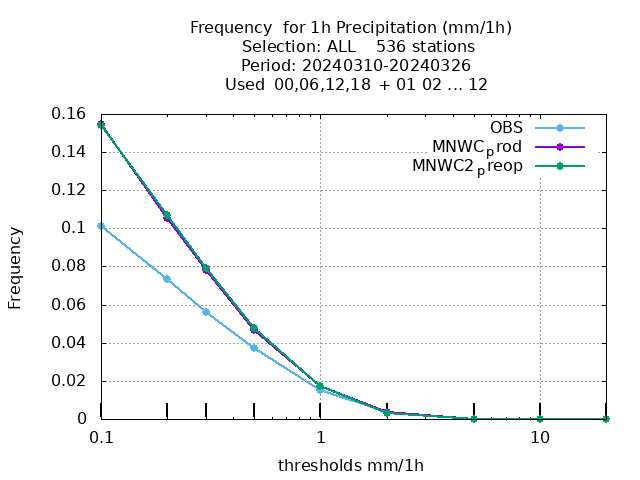 Frequency  for 1h Precipitation (mm/1h)
Selection: ALL    536 stations
Period: 20240310-20240326
Used  00,06,12,18 + 01 02 ... 12
OBS
MNWCprod
MNWC2preop
Frequency
0.16
0.14
0.12
0.1
0.08
0.06
0.04
0.02
0
0.1 1 10
thresholds mm/1h